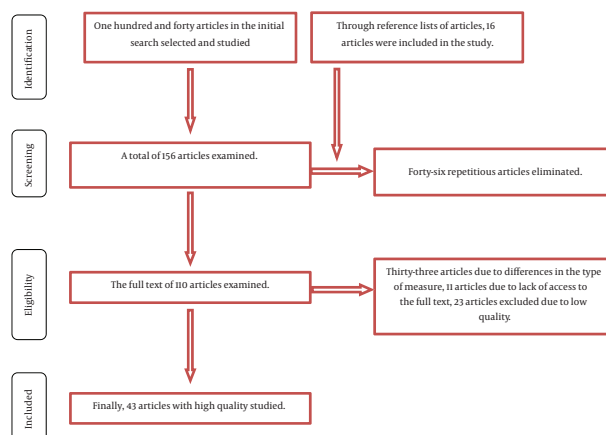 Identification
One hundred and forty articles in the initial
search selected and studied
Through reference lists of articles, 16
articles were included in the study.
Screening
A total of 156 articles examined.
Forty-six repetitious articles eliminated.
Eligibility
The full text of 110 articles examined.
Thirty-three articles due to differences in the type
of measure, 11 articles due to lack of access to
the full text, 23 articles excluded due to low
quality.
Included
Finally, 43 articles with high quality studied.